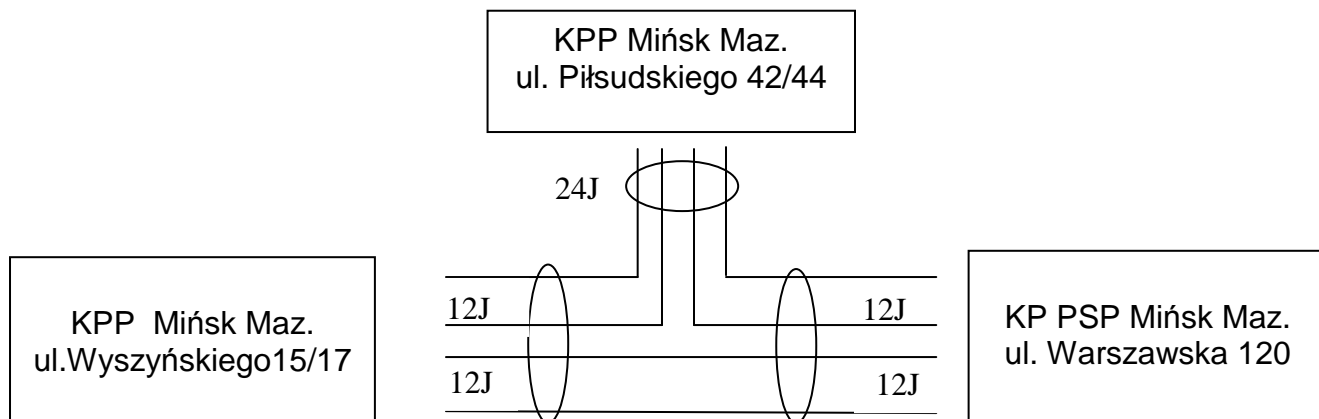 KPP Mińsk Maz.
ul. Piłsudskiego 42/44
24J
12J
12J
KPP Mińsk Maz.
ul.Wyszyńskiego15/17
KP PSP Mińsk Maz.
ul. Warszawska 120
12J
12J